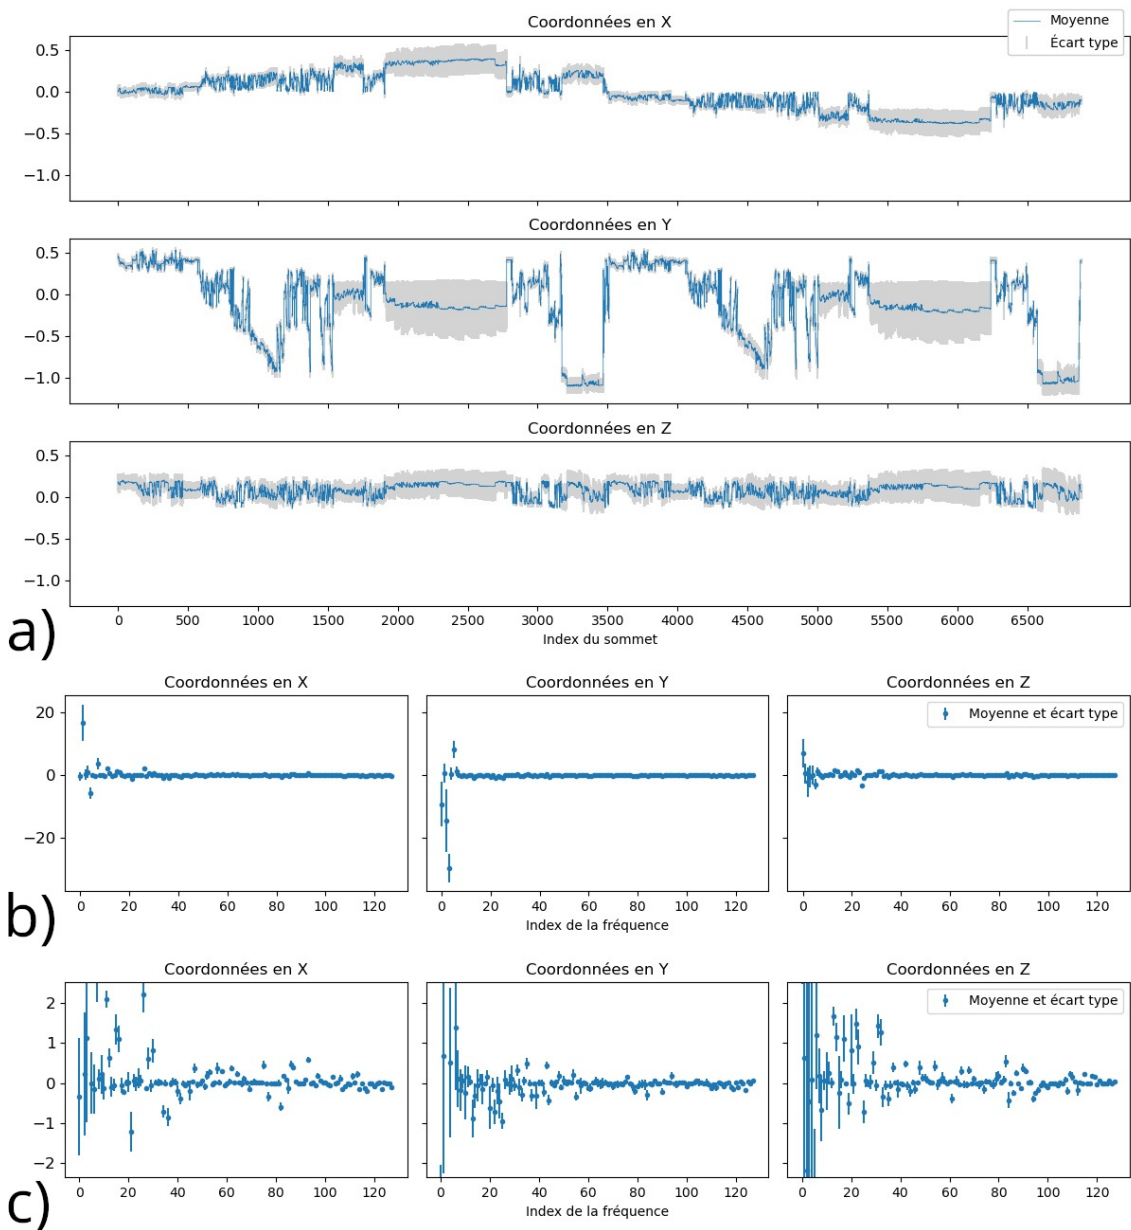 Coordonnées en X
Moyenne
Écart type
0.5
0.0
−0.5
−1.0
Coordonnées en Y
0.5
0.0
−0.5
−1.0
Coordonnées en Z
0.5
0.0
−0.5
−1.0
0 500 1000 1500 2000 2500 3000 3500 4000 4500 5000 5500 6000 6500
Index du sommet
a)
Coordonnées en X Coordonnées en Y Coordonnées en Z
Moyenne et écart type
20
0
−20
0 20 40 60 80 100 120 0 20 40 60 80 100 120 0 20 40 60 80 100 120
Index de la fréquence
b)
Coordonnées en X Coordonnées en Y Coordonnées en Z
Moyenne et écart type
2
1
0
−1
−2
0 20 40 60 80 100 120 0 20 40 60 80 100 120 0 20 40 60 80 100 120
Index de la fréquence
c)